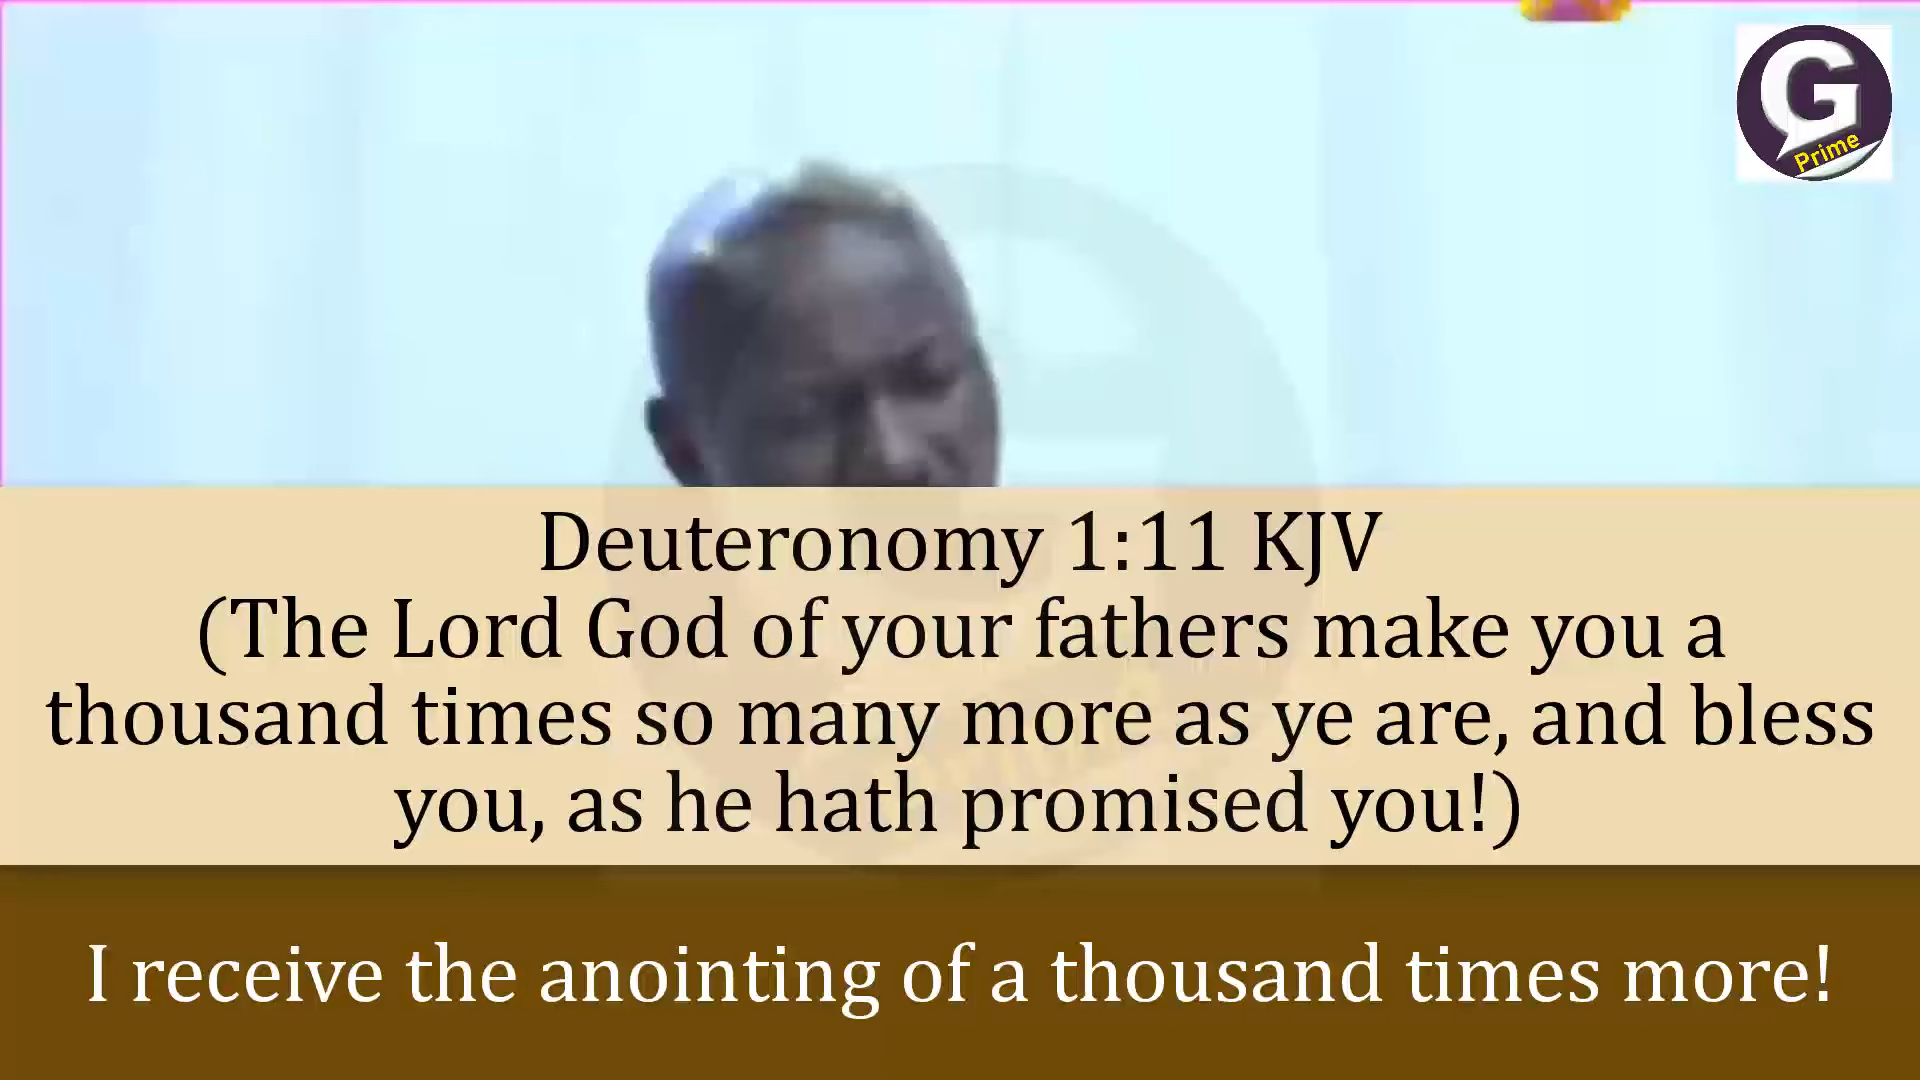 G
Prime
Deuteronomy 1:11 KJV
(The Lord God of your fathers make you a
thousand times so many more as ye are, and bless
you, as he hath promised you!)
I receive the anointing of a thousand times more!